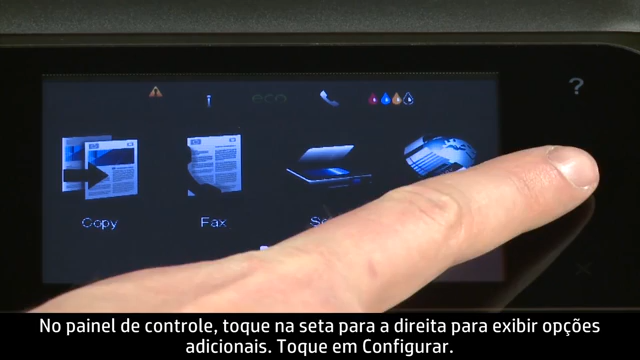 ?
eco
Copy
Fax
No painel de controle, toque na seta para a direita para exibir opções
adicionais. Toque em Configurar.